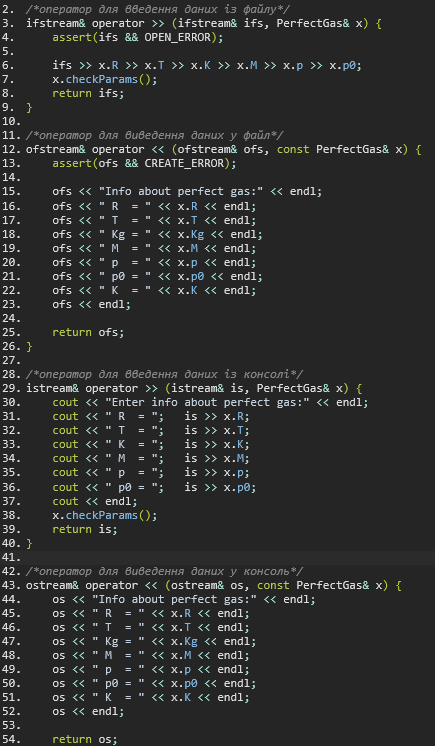 2. /*оператор для введення даних із файлу*/
3. ifstream& operator >> (ifstream& ifs, PerfectGas& x) {
4.     assert(ifs && OPEN_ERROR);
5.
6.     ifs >> x.R >> x.T >> x.K >> x.M >> x.p >> x.p0;
7.     x.checkParams();
8.     return ifs;
9. }
10.
11. /*оператор для виведення даних у файл*/
12. ofstream& operator << (ofstream& ofs, const PerfectGas& x) {
13.     assert(ofs && CREATE_ERROR);
14.
15.     ofs << "Info about perfect gas:" << endl;
16.     ofs << " R  = " << x.R << endl;
17.     ofs << " T  = " << x.T << endl;
18.     ofs << " Kg = " << x.Kg << endl;
19.     ofs << " M  = " << x.M << endl;
20.     ofs << " p  = " << x.p << endl;
21.     ofs << " p0 = " << x.p0 << endl;
22.     ofs << " K  = " << x.K << endl;
23.     ofs << endl;
24.
25.     return ofs;
26. }
27.
28. /*оператор для введення даних із консолі*/
29. istream& operator >> (istream& is, PerfectGas& x) {
30.     cout << "Enter info about perfect gas:" << endl;
31.     cout << " R  = ";   is >> x.R;
32.     cout << " T  = ";   is >> x.T;
33.     cout << " K  = ";   is >> x.K;
34.     cout << " M  = ";   is >> x.M;
35.     cout << " p  = ";   is >> x.p;
36.     cout << " p0 = ";   is >> x.p0;
37.     cout << endl;
38.     x.checkParams();
39.     return is;
40. }
41.
42. /*оператор для виведення даних у консоль*/
43. ostream& operator << (ostream& os, const PerfectGas& x) {
44.     os << "Info about perfect gas:" << endl;
45.     os << " R  = " << x.R << endl;
46.     os << " T  = " << x.T << endl;
47.     os << " Kg = " << x.Kg << endl;
48.     os << " M  = " << x.M << endl;
49.     os << " p  = " << x.p << endl;
50.     os << " p0 = " << x.p0 << endl;
51.     os << " K  = " << x.K << endl;
52.     os << endl;
53.
54.     return os;